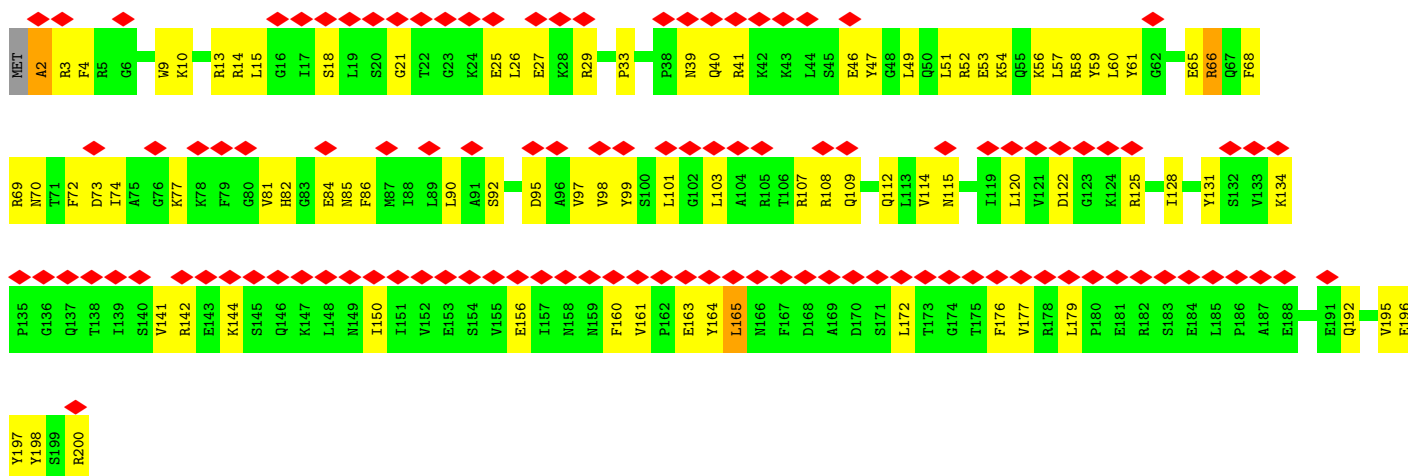 MET A2 R3 F4 R5 G6 W9 K10 R13 R14 L15 G16 I17 S18 L19 S20 G21 T22 G23 K24 E25 L26 E27 K28 R29 P33 P38 N39 Q40 R41 K42 K43 L44 S45 E46 Y47 G48 L49 Q50 L51 R52 E53 K54 Q55 K56 L57 R58 Y59 L60 Y61 G62 E65 R66 Q67 F68
R69 N70 T71 F72 D73 I74 A75 G76 K77 K78 F79 G80 V81 H82 G83 E84 N85 F86 M87 I88 L89 L90 A91 S92 D95 A96 V97 V98 Y99 S100 L101 G102 L103 A104 R105 T106 R107 R108 Q109 Q112 L113 V114 N115 I119 L120 V121 D122 G123 K124 R125 I128 Y131 S132 V133 K134
P135 G136 Q137 T138 I139 S140 V141 R142 E143 K144 S145 Q146 K147 L148 N149 I150 I151 V152 E153 S154 V155 E156 I157 N158 N159 F160 V161 P162 E163 Y164 L165 N166 F167 D168 A169 D170 S171 L172 T173 G174 T175 F176 V177 R178 L179 P180 E181 R182 S183 E184 L185 P186 A187 E188 E191 Q192 V195 E196
Y197 Y198 S199 R200